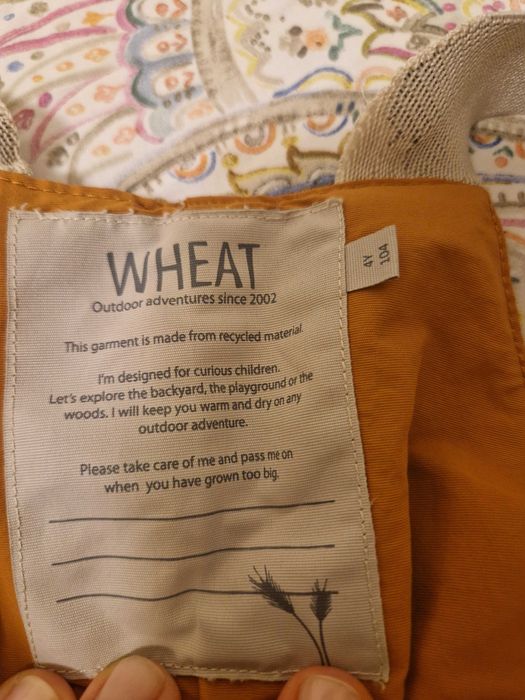 WHEAT
Outdoor adventures since 2002
This garment is made from recycled material.
I'm designed for curious children.
Let's explore the backyard, the playground or the
woods. I will keep you warm and dry on any
outdoor adventure.
Please take care of me and pass me on
when you have grown too big.
4Y
104